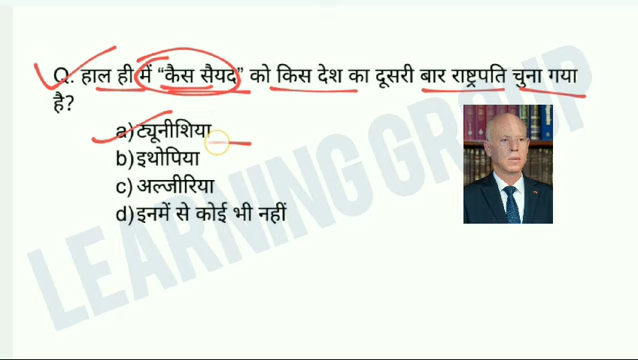 Q. हाल ही में “कैस सैयद” को किस देश का दूसरी बार राष्ट्रपति चुना गया
है?
a)ट्यूनीशिया
b)इथोपिया
c)अल्जीरिया
d)इनमें से कोई भी नहीं
LEARNING GROUP